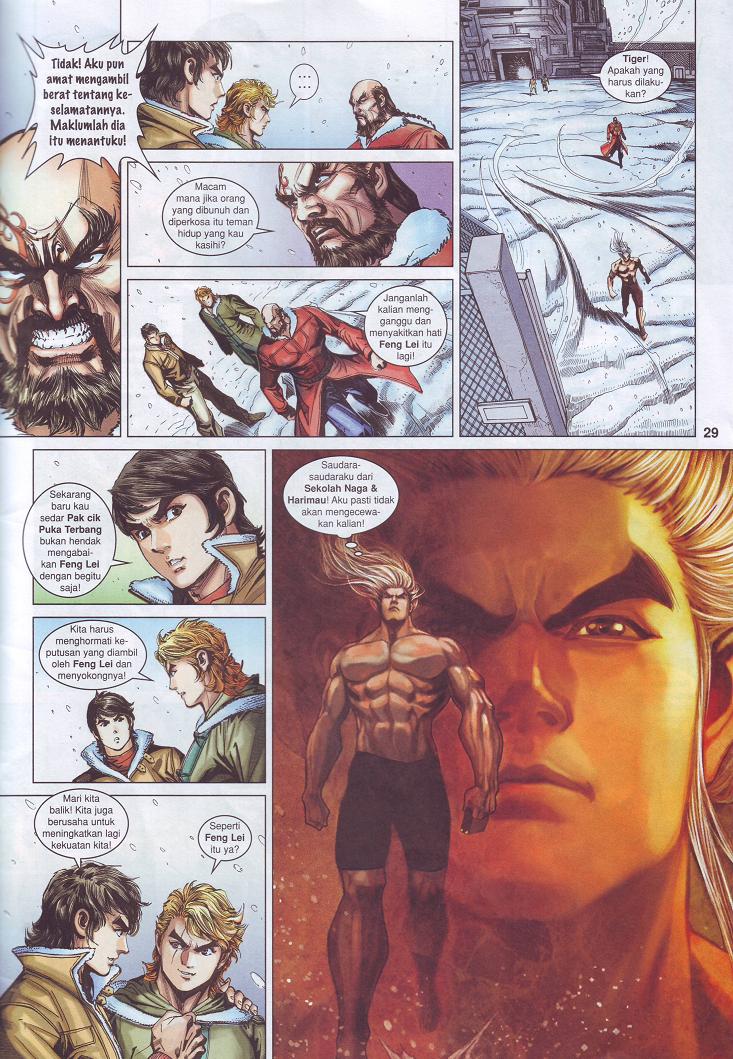 Tidak! Aku pun
amat mengambil
berat tentang ke-
selamatannya.
Maklumlah dia
itu menantuku!
...
...
Macam
mana jika orang
yang dibunuh dan
diperkosa itu teman
hidup yang kau
kasihi?
Janganlah
kalian meng-
ganggu dan
menyakitkan hati
Feng Lei itu
lagi!
Tiger!
Apakah yang
harus dilaku-
kan?
29
Sekarang
baru kau
sedar Pak cik
Puka Terbang
bukan hendak
mengabai-
kan Feng Lei
dengan begitu
saja!
Kita harus
menghormati ke-
putusan yang diambil
oleh Feng Lei dan
menyokongnya!
Mari kita
balik! Kita juga
berusaha untuk
meningkatkan lagi
kekuatan kita!
Seperti
Feng Lei
itu ya?
Saudara-
saudaraku dari
Sekolah Naga &
Harimau! Aku pasti tidak
akan mengecewa-
kan kalian!